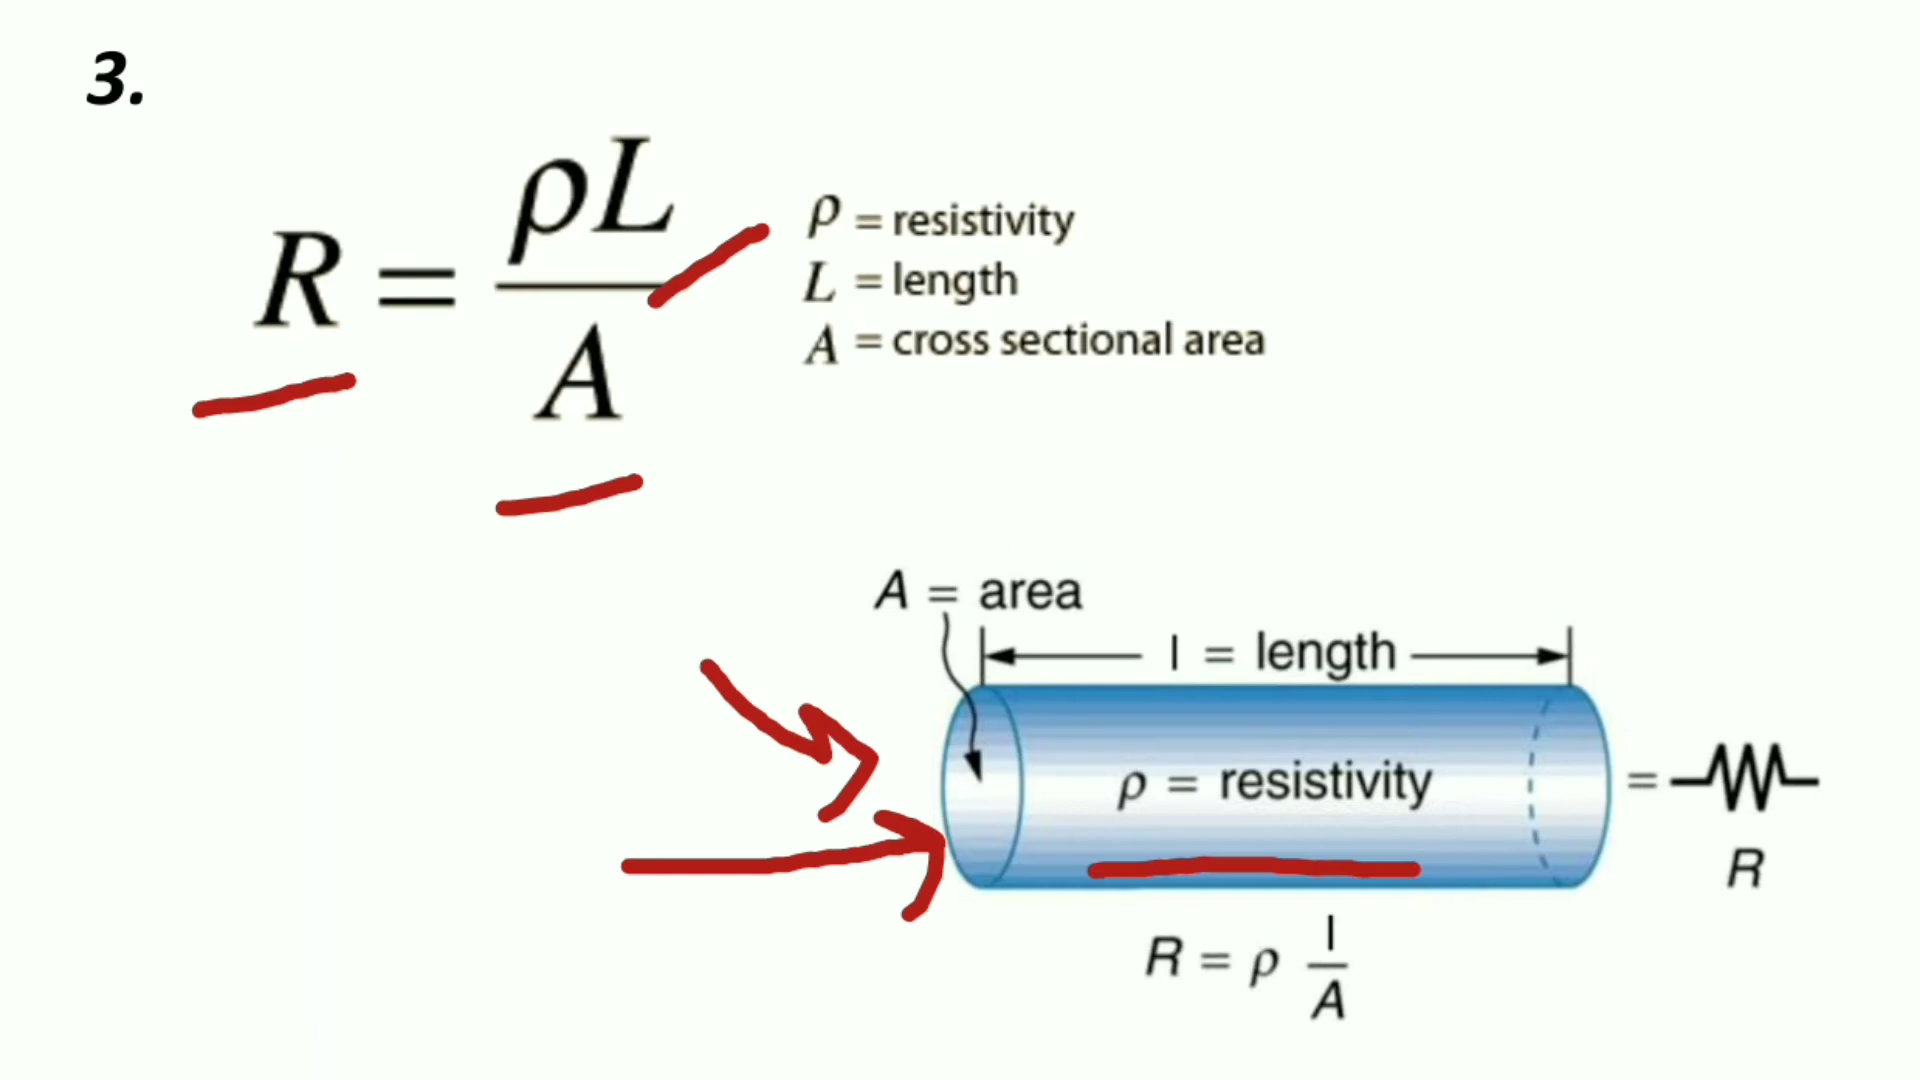 3.
R = ρL / A
ρ = resistivity
L = length
A = cross sectional area
A = area
l = length
ρ = resistivity
= R
R = ρ l / A